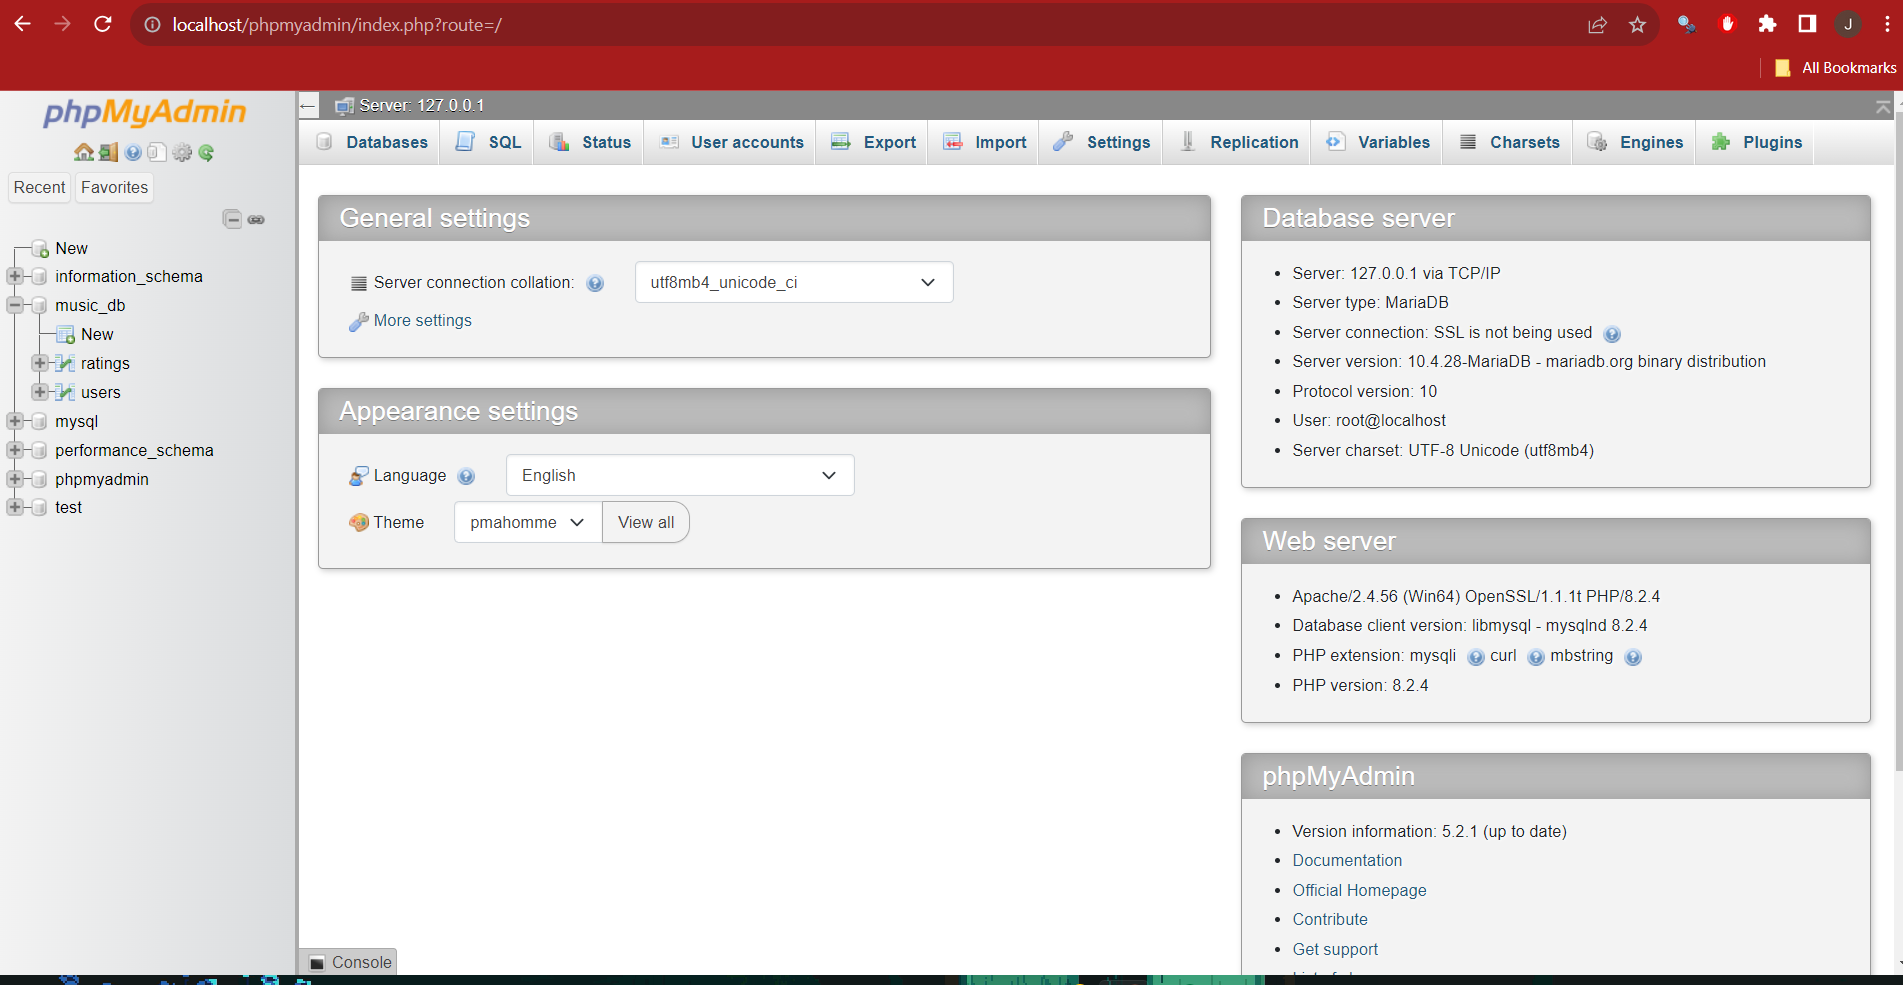 localhost/phpmyadmin/index.php?route=/
J
All Bookmarks
phpMyAdmin
Recent
Favorites
New
information_schema
music_db
New
ratings
users
mysql
performance_schema
phpmyadmin
test
Server: 127.0.0.1
Databases
SQL
Status
User accounts
Export
Import
Settings
Replication
Variables
Charsets
Engines
Plugins
General settings
Server connection collation:
utf8mb4_unicode_ci
More settings
Appearance settings
Language
English
Theme
pmahomme
View all
Database server
Server: 127.0.0.1 via TCP/IP
Server type: MariaDB
Server connection: SSL is not being used
Server version: 10.4.28-MariaDB - mariadb.org binary distribution
Protocol version: 10
User: root@localhost
Server charset: UTF-8 Unicode (utf8mb4)
Web server
Apache/2.4.56 (Win64) OpenSSL/1.1.1t PHP/8.2.4
Database client version: libmysql - mysqlnd 8.2.4
PHP extension: mysqli curl mbstring
PHP version: 8.2.4
phpMyAdmin
Version information: 5.2.1 (up to date)
Documentation
Official Homepage
Contribute
Get support
Console